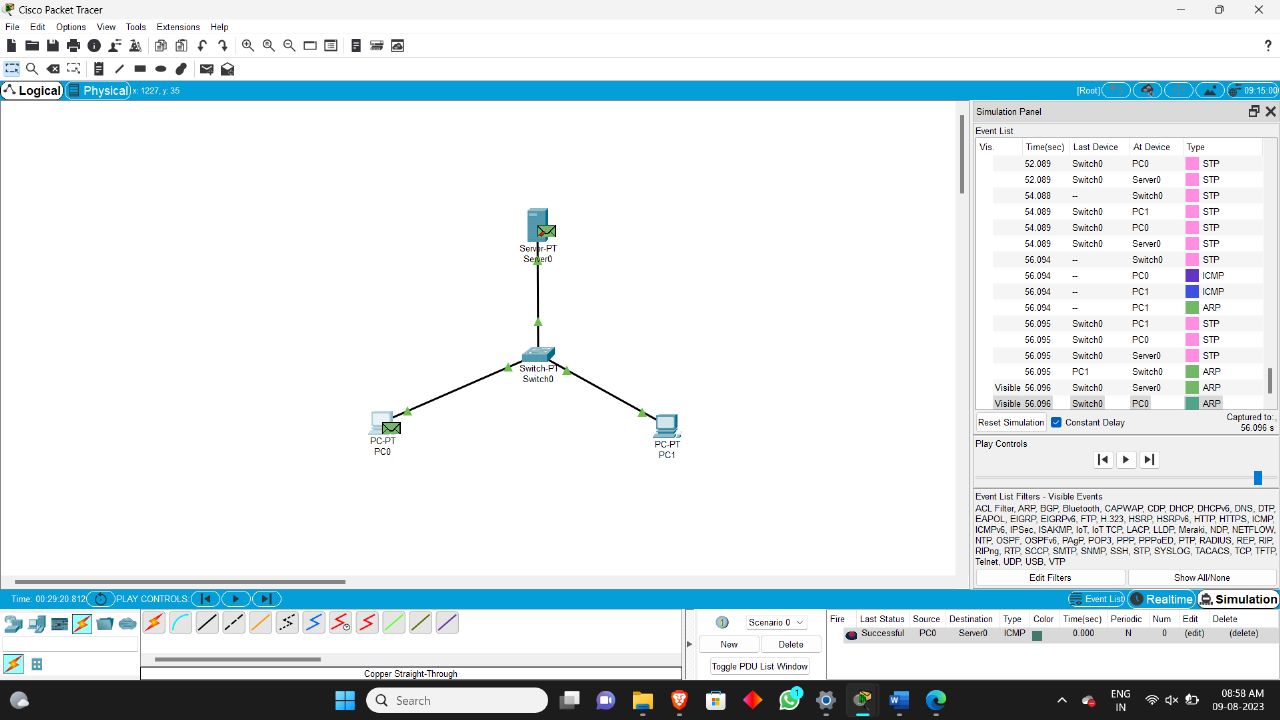 Cisco Packet Tracer
File Edit Options View Tools Extensions Help
?
Logical Physical x: 1227, y: 35 [Root] 09:15:00
Simulation Panel
Event List
Vis. Time(sec) Last Device At Device Type
52.089 Switch0 PC0 STP
52.089 Switch0 Server0 STP
54.088 -- Switch0 STP
54.089 Switch0 PC1 STP
54.089 Switch0 PC0 STP
54.089 Switch0 Server0 STP
56.094 -- Switch0 STP
56.094 -- PC0 ICMP
56.094 -- PC1 ICMP
56.094 -- PC1 ARP
56.095 Switch0 PC1 STP
56.095 Switch0 PC0 STP
56.095 Switch0 Server0 STP
56.095 PC1 Switch0 ARP
Visible 56.096 Switch0 Server0 ARP
Visible 56.096 Switch0 PC0 ARP
Reset Simulation Constant Delay Captured to:
56.096 s
Play Controls
Event List Filters - Visible Events
ACL Filter, ARP, BGP, Bluetooth, CAPWAP, CDP, DHCP, DHCPv6, DNS, DTP,
EAPOL, EIGRP, EIGRPv6, FTP, H.323, HSRP, HSRPv6, HTTP, HTTPS, ICMP,
ICMPv6, IPSec, ISAKMP, IoT, IoT TCP, LACP, LLDP, Meraki, NDP, NETFLOW,
NTP, OSPF, OSPFv6, PAgP, POP3, PPP, PPPoED, PTP, RADIUS, REP, RIP,
RIPng, RTP, SCCP, SMTP, SNMP, SSH, STP, SYSLOG, TACACS, TCP, TFTP,
Telnet, UDP, USB, VTP
Edit Filters Show All/None
Server-PT
Server0
Switch-PT
Switch0
PC-PT
PC0
PC-PT
PC1
Time: 00:29:20.812 PLAY CONTROLS: Event List Realtime Simulation
Copper Straight-Through
Scenario 0
New Delete
Toggle PDU List Window
Fire Last Status Source Destination Type Color Time(sec) Periodic Num Edit Delete
Successful PC0 Server0 ICMP 0.000 N 0 (edit) (delete)
Search
1
ENG
IN
08:58 AM
09-08-2023